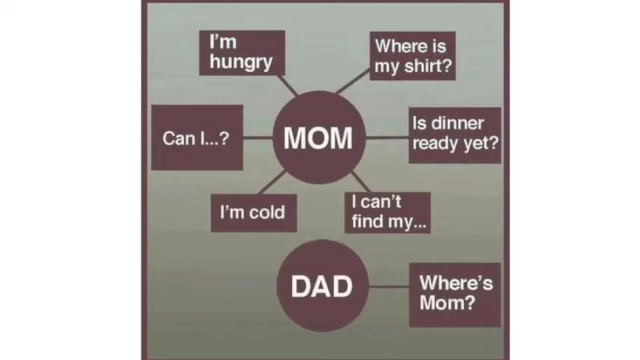 I'm
hungry
Where is
my shirt?
Can I...?
MOM
Is dinner
ready yet?
I'm cold
I can't
find my...
DAD
Where's
Mom?